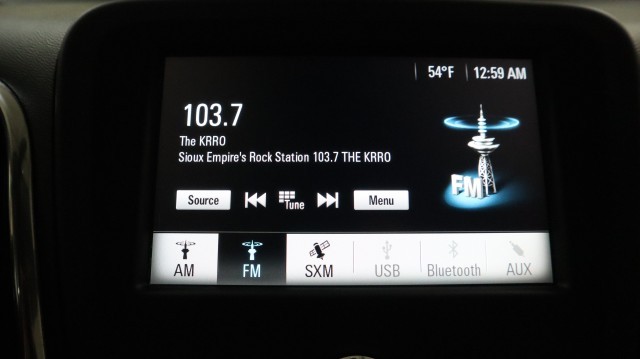 54°F 12:59 AM
103.7
The KRRO
Sioux Empire's Rock Station 103.7 THE KRRO
FM
Source Tune Menu
AM FM SXM USB Bluetooth AUX